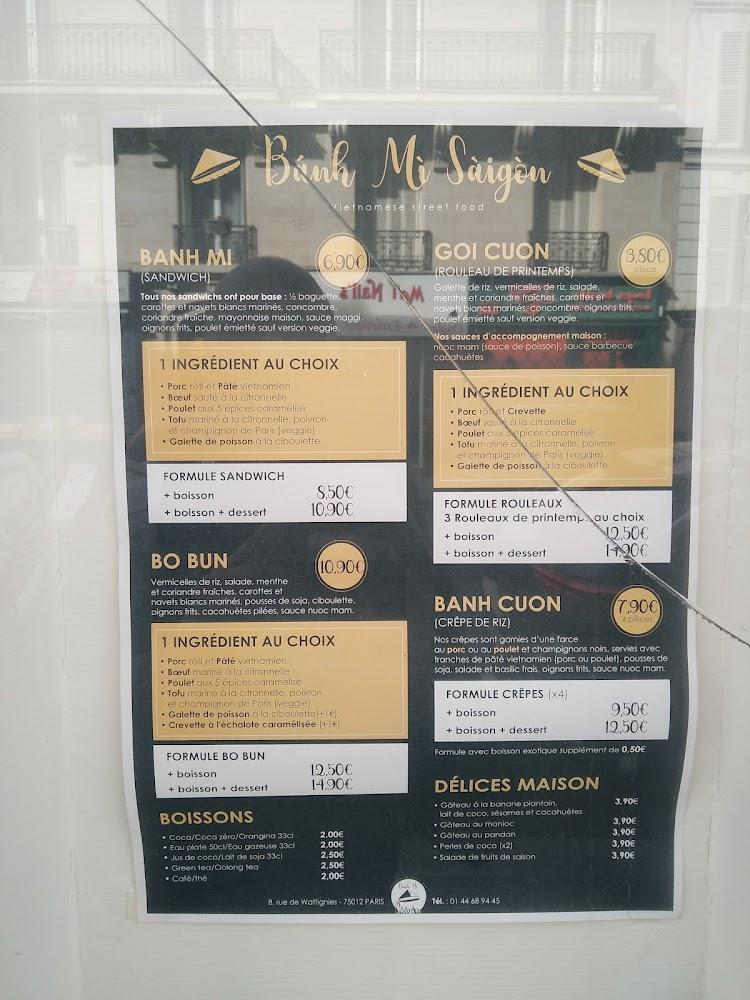 Bánh Mì Sàigòn
Vietnamese street food
BANH MI
(SANDWICH)
6,90€
Tous nos sandwichs ont pour base : ½ baguette,
carottes et navets blancs marinés, concombre,
coriandre fraîche, mayonnaise maison, sauce maggi,
oignons frits, poulet émietté sauf version veggie.
1 INGRÉDIENT AU CHOIX
• Porc rôti et Pâté vietnamien
• Bœuf sauté à la citronnelle
• Poulet aux 5 épices caramélisé
• Tofu mariné à la citronnelle, poivron
et champignon de Paris (veggie)
• Galette de poisson à la ciboulette
FORMULE SANDWICH
+ boisson 8,50€
+ boisson + dessert 10,90€
BO BUN
10,90€
Vermicelles de riz, salade, menthe
et coriandre fraîches, carottes et
navets blancs marinés, pousses de soja, ciboulette,
oignons frits, cacahuètes pilées, sauce nuoc mam.
1 INGRÉDIENT AU CHOIX
• Porc rôti et Pâté vietnamien
• Bœuf mariné à la citronnelle
• Poulet aux 5 épices caramélisé
• Tofu mariné à la citronnelle, poivron
et champignon de Paris (veggie)
• Galette de poisson à la ciboulette (+1€)
• Crevette à l'échalote caramélisée (+1€)
FORMULE BO BUN
+ boisson 12,50€
+ boisson + dessert 14,90€
BOISSONS
• Coca/Coca zéro/Orangina 33cl 2,00€
• Eau plate 50cl/Eau gazeuse 33cl 2,00€
• Jus de coco/Lait de soja 33cl 2,50€
• Green tea/Oolong tea 2,50€
• Café/thé 2,00€
GOI CUON
(ROULEAU DE PRINTEMPS)
3,80€
pièce
Galette de riz, vermicelles de riz, salade,
menthe et coriandre fraîches, carottes et
navets blancs marinés, concombre, oignons frits,
poulet émietté sauf version veggie.
Nos sauces d'accompagnement maison :
nuoc mam (sauce de poisson), sauce barbecue
cacahuètes
1 INGRÉDIENT AU CHOIX
• Porc rôti et Crevette
• Bœuf sauté à la citronnelle
• Poulet aux 5 épices caramélisé
• Tofu mariné à la citronnelle, poivron
et champignon de Paris (veggie)
• Galette de poisson à la ciboulette
FORMULE ROULEAUX
3 Rouleaux de printemps au choix
+ boisson 12,50€
+ boisson + dessert 14,90€
BANH CUON
(CRÊPE DE RIZ)
7,90€
4 pièces
Nos crêpes sont garnies d'une farce
au porc ou au poulet et champignons noirs, servies avec
tranches de pâté vietnamien (porc ou poulet), pousses de
soja, salade et basilic frais, oignons frits, sauce nuoc mam.
FORMULE CRÊPES (x4)
+ boisson 9,50€
+ boisson + dessert 12,50€
Formule avec boisson exotique supplément de 0,50€
DÉLICES MAISON
• Gâteau à la banane plantain, 3,90€
lait de coco, sésames et cacahuètes
• Gâteau au manioc 3,90€
• Gâteau au pandan 3,90€
• Perles de coco (x2) 3,90€
• Salade de fruits de saison 3,90€
8, rue de Wattignies - 75012 PARIS
Tél. : 01 44 68 94 45